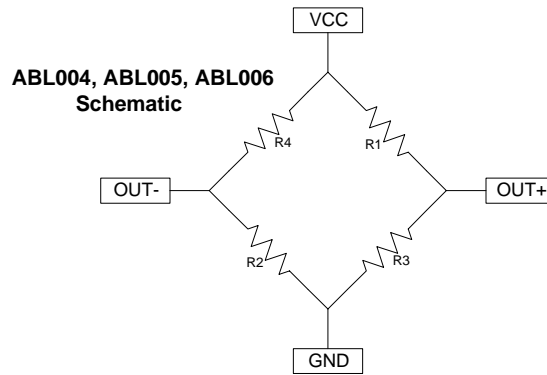 VCC
ABL004, ABL005, ABL006
Schematic
R4
R1
OUT-
OUT+
R2
R3
GND